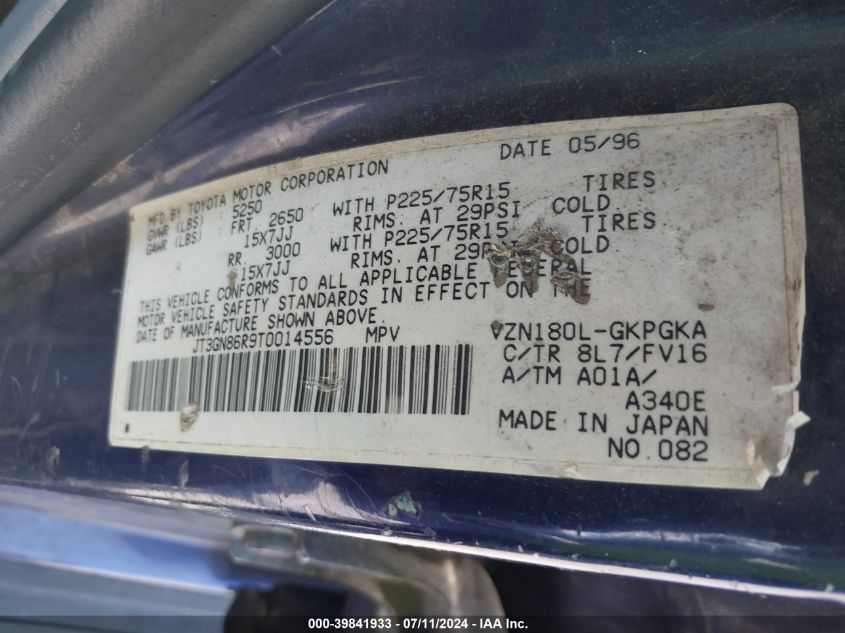 MFD.BY TOYOTA MOTOR CORPORATION DATE 05/96
GVWR (LBS) 5250
GAWR (LBS): FRT 2650 WITH P225/75R15 TIRES
15X7JJ RIMS. AT 29PSI COLD.
RR 3000 WITH P225/75R15 TIRES
15X7JJ RIMS. AT 29PSI COLD
THIS VEHICLE CONFORMS TO ALL APPLICABLE FEDERAL
MOTOR VEHICLE SAFETY STANDARDS IN EFFECT ON THE
DATE OF MANUFACTURE SHOWN ABOVE.
JT3GN86R9T0014556 MPV VZN180L-GKPGKA
C/TR 8L7/FV16
A/TM A01A/
A340E
MADE IN JAPAN
NO.082
000-39841933 - 07/11/2024 - IAA